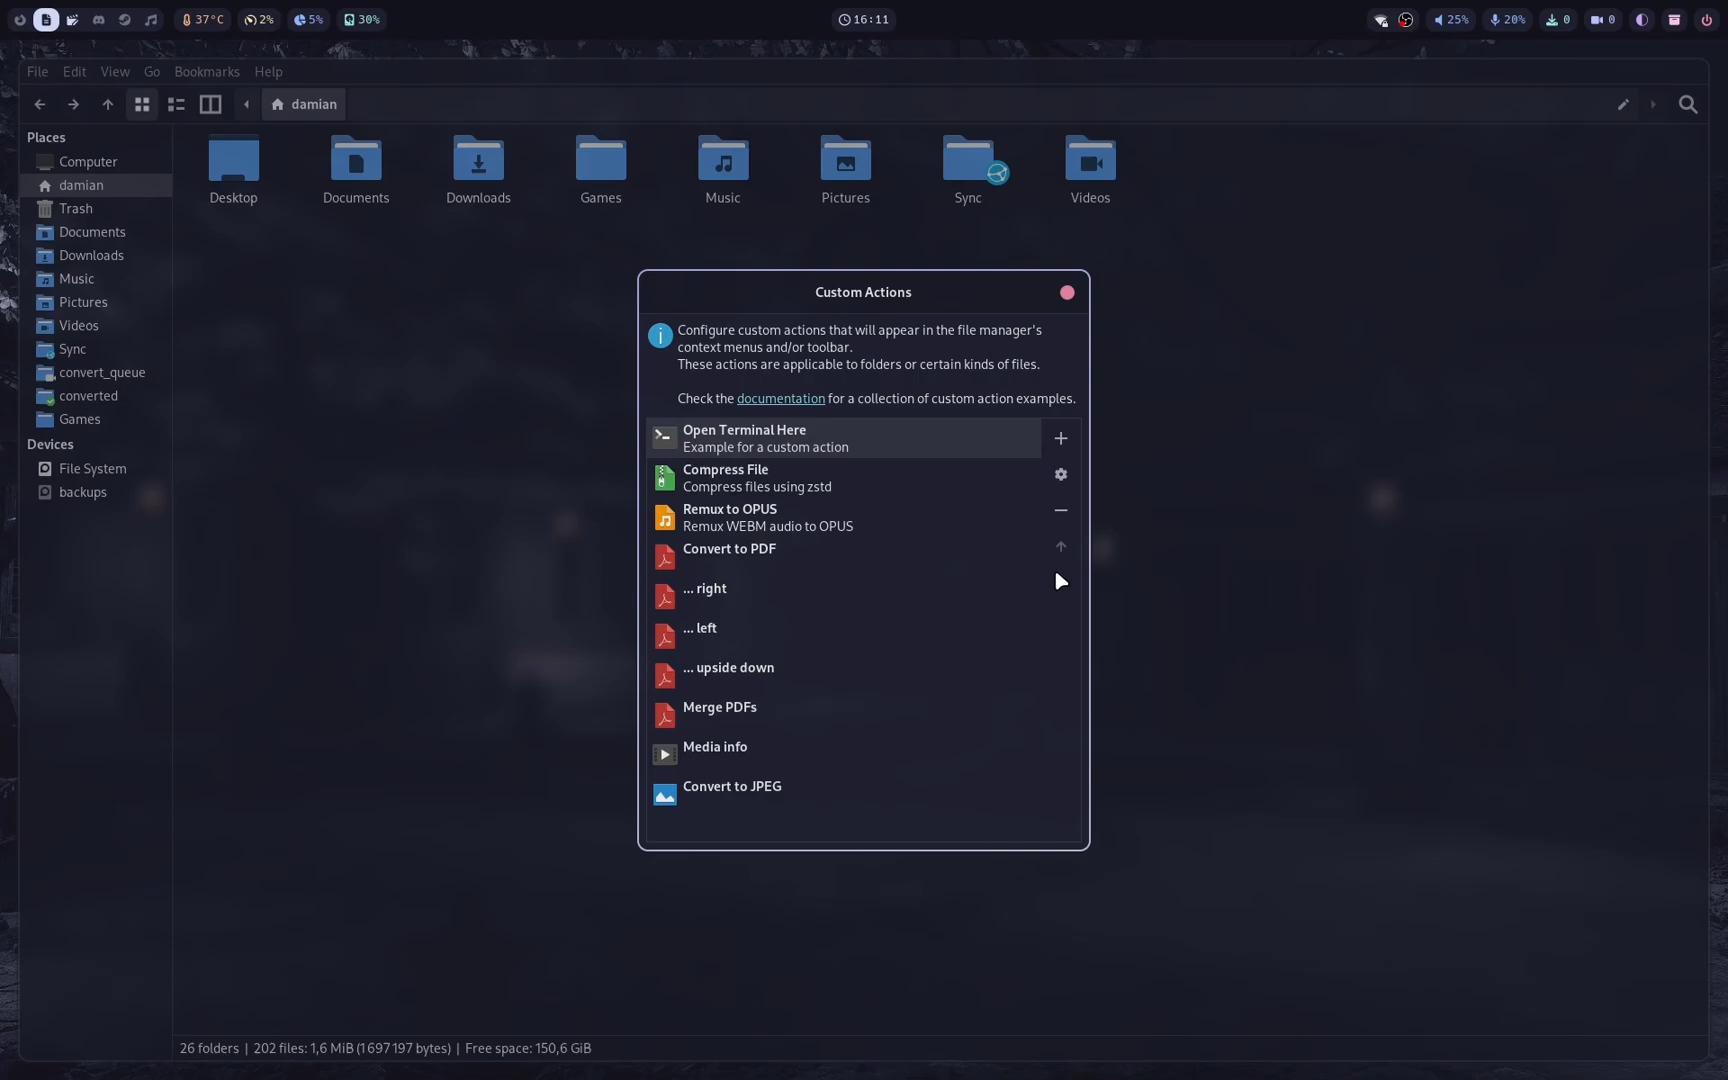 37°C
2%
5%
30%
16:11
25%
20%
0
0
File Edit View Go Bookmarks Help
damian
Places
Computer
damian
Trash
Documents
Downloads
Music
Pictures
Videos
Sync
convert_queue
converted
Games
Devices
File System
backups
Desktop
Documents
Downloads
Games
Music
Pictures
Sync
Videos
Custom Actions
Configure custom actions that will appear in the file manager's
context menus and/or toolbar.
These actions are applicable to folders or certain kinds of files.
Check the documentation for a collection of custom action examples.
Open Terminal Here
Example for a custom action
Compress File
Compress files using zstd
Remux to OPUS
Remux WEBM audio to OPUS
Convert to PDF
... right
... left
... upside down
Merge PDFs
Media info
Convert to JPEG
26 folders | 202 files: 1,6 MiB (1 697 197 bytes) | Free space: 150,6 GiB